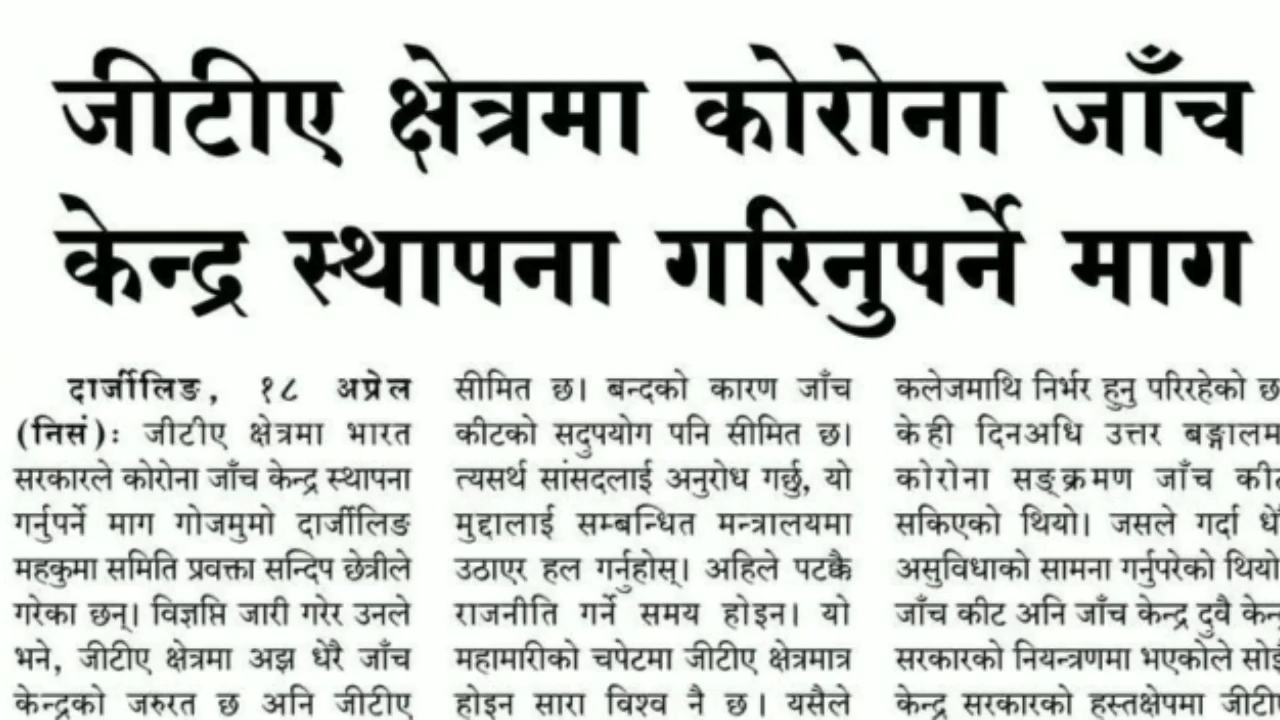 जीटीए क्षेत्रमा कोरोना जाँच
केन्द्र स्थापना गरिनुपर्ने माग
दार्जीलिङ, १८ अप्रेल
(निसं): जीटीए क्षेत्रमा भारत
सरकारले कोरोना जाँच केन्द्र स्थापना
गर्नुपर्ने माग गोजमुमो दार्जीलिङ
महकुमा समिति प्रवक्ता सन्दिप छेत्रीले
गरेका छन्। विज्ञप्ति जारी गरेर उनले
भने, जीटीए क्षेत्रमा अझ धेरै जाँच
केन्द्रको जरुरत छ अनि जीटीए
सीमित छ। बन्दको कारण जाँच
कीटको सदुपयोग पनि सीमित छ।
त्यसर्थ सांसदलाई अनुरोध गर्छु, यो
मुद्दालाई सम्बन्धित मन्त्रालयमा
उठाएर हल गर्नुहोस्। अहिले पटक्कै
राजनीति गर्ने समय होइन। यो
महामारीको चपेटमा जीटीए क्षेत्रमात्र
होइन सारा विश्व नै छ। यसैले
कलेजमाथि निर्भर हुनु परिरहेको
केही दिनअधि उत्तर
कोरोना सङ्क्रमण जाँच
सकिएको थियो। जसले गर्दा
असुविधाको सामना गर्नुपरेको
जाँच कीट अनि जाँच केन्द्र दुवै
सरकारको नियन्त्रणमा भएकोले
केन्द्र सरकारको हस्तक्षेपमा